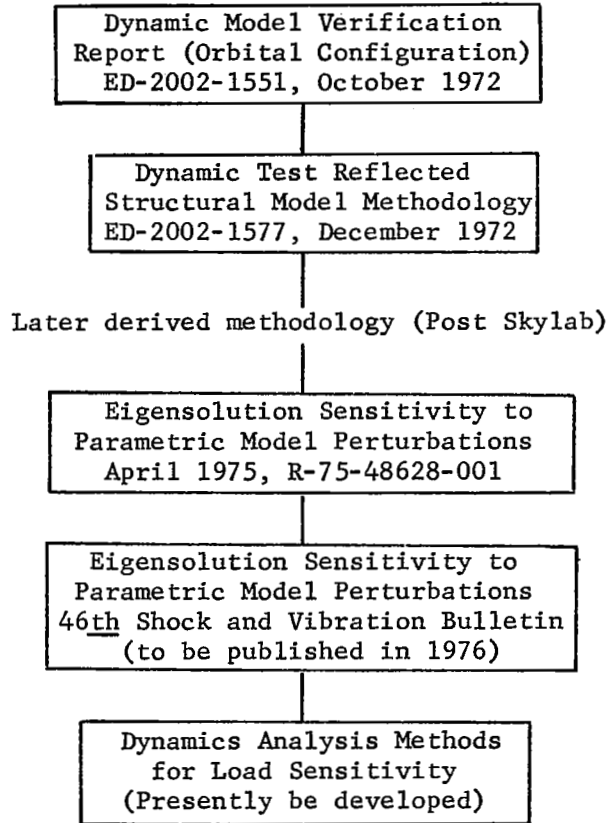 Dynamic Model Verification
Report (Orbital Configuration)
ED-2002-1551, October 1972
Dynamic Test Reflected
Structural Model Methodology
ED-2002-1577, December 1972
Later derived methodology (Post Skylab)
Eigensolution Sensitivity to
Parametric Model Perturbations
April 1975, R-75-48628-001
Eigensolution Sensitivity to
Parametric Model Perturbations
46th Shock and Vibration Bulletin
(to be published in 1976)
Dynamics Analysis Methods
for Load Sensitivity
(Presently be developed)